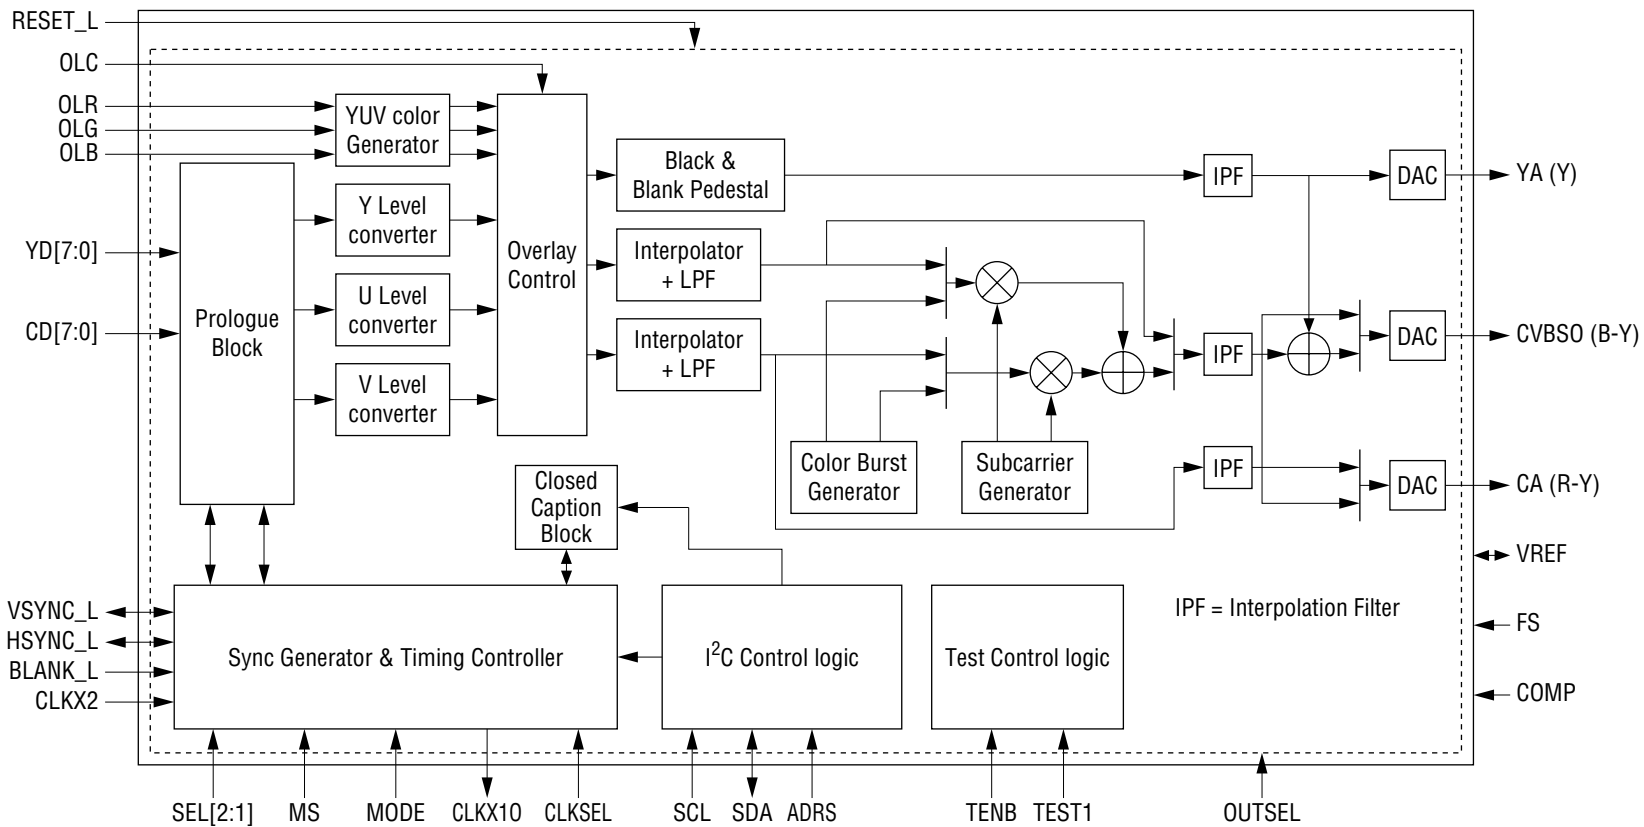 RESET_L
OLC
OLR
OLG
OLB
YUV color
Generator
Black &
Blank Pedestal
IPF
DAC
YA (Y)
Y Level
converter
YD[7:0]
Overlay
Control
Interpolator
+ LPF
U Level
converter
Prologue
Block
CD[7:0]
Interpolator
+ LPF
IPF
DAC
CVBSO (B-Y)
V Level
converter
Color Burst
Generator
Subcarrier
Generator
IPF
DAC
CA (R-Y)
Closed
Caption
Block
VREF
VSYNC_L
HSYNC_L
BLANK_L
CLKX2
Sync Generator & Timing Controller
I²C Control logic
Test Control logic
IPF = Interpolation Filter
FS
COMP
SEL[2:1]
MS
MODE
CLKX10
CLKSEL
SCL
SDA
ADRS
TENB
TEST1
OUTSEL